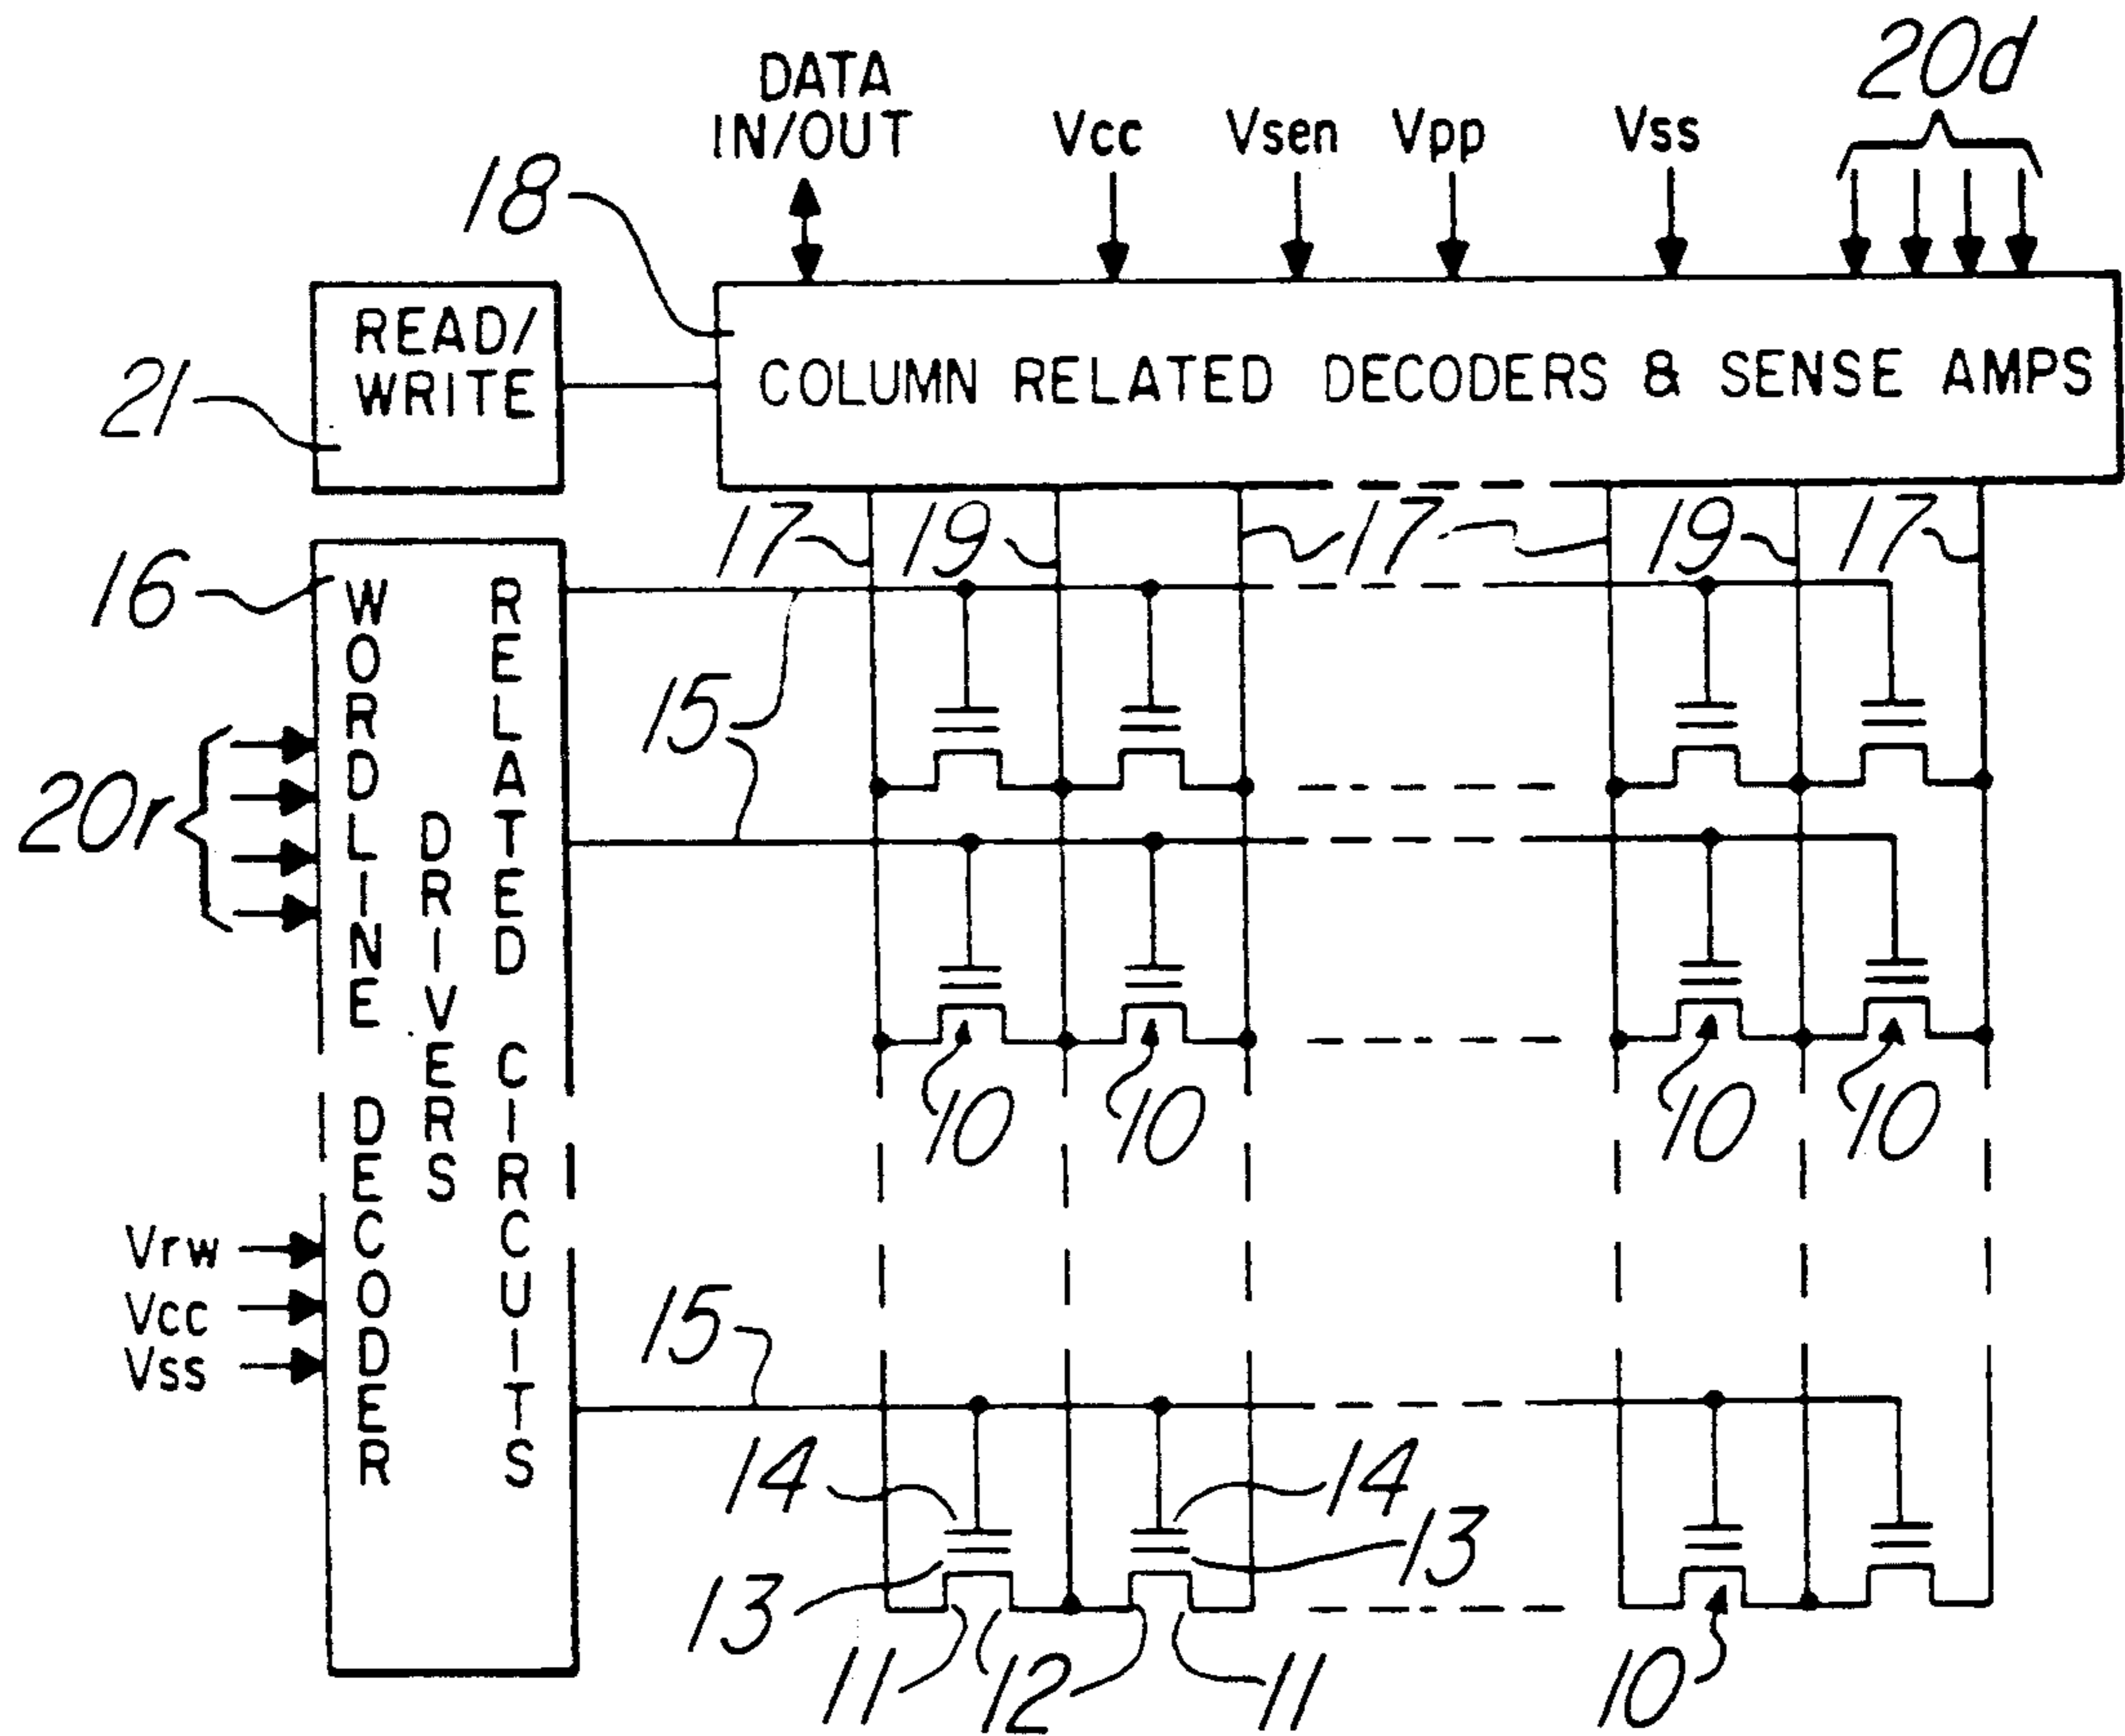 DATA
IN/OUT
Vcc
Vsen
Vpp
Vss
20d
18
READ/
WRITE
21
COLUMN RELATED DECODERS & SENSE AMPS
17
19
17
19
17
16
WORDLINE DECODER
DRIVERS
RELATED CIRCUITS
15
20r
10
10
10
10
Vrw
Vcc
Vss
15
14
14
13
13
11
12
11
10